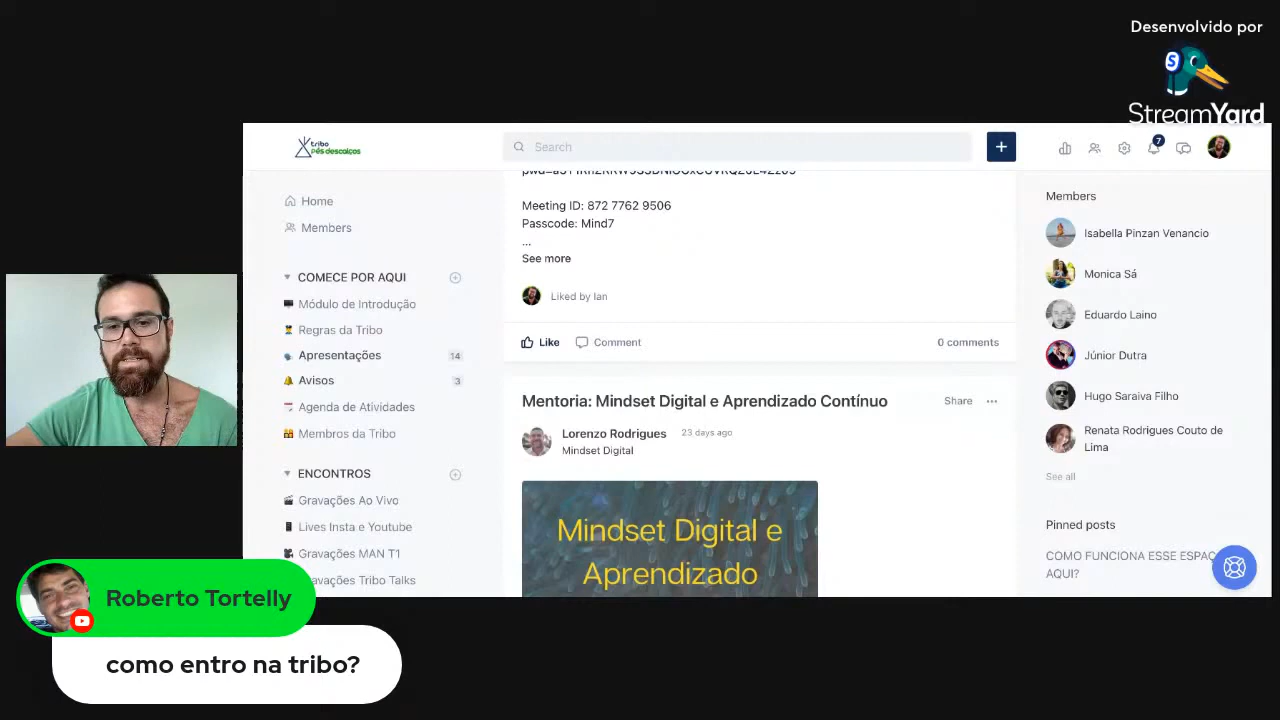 Desenvolvido por
StreamYard
tribo
pés descalços
Search
+
7
Home
Members
COMECE POR AQUI
Módulo de Introdução
Regras da Tribo
Apresentações 14
Avisos 3
Agenda de Atividades
Membros da Tribo
ENCONTROS
Gravações Ao Vivo
Lives Insta e Youtube
Gravações MAN T1
Gravações Tribo Talks
Meeting ID: 872 7762 9506
Passcode: Mind7
...
See more
Liked by Ian
Like Comment 0 comments
Mentoria: Mindset Digital e Aprendizado Contínuo Share ...
Lorenzo Rodrigues 23 days ago
Mindset Digital
Mindset Digital e
Aprendizado
Members
Isabella Pinzan Venancio
Monica Sá
Eduardo Laino
Júnior Dutra
Hugo Saraiva Filho
Renata Rodrigues Couto de
Lima
See all
Pinned posts
COMO FUNCIONA ESSE ESPAÇO
AQUI?
Roberto Tortelly
como entro na tribo?